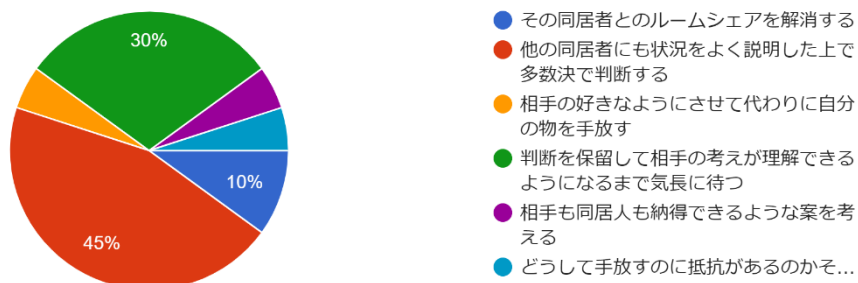 30%
10%
45%
その同居者とのルームシェアを解消する
他の同居者にも状況をよく説明した上で
多数決で判断する
相手の好きなようにさせて代わりに自分
の物を手放す
判断を保留して相手の考えが理解できる
ようになるまで気長に待つ
相手も同居人も納得できるような案を考
える
どうして手放すのに抵抗があるのかそ...